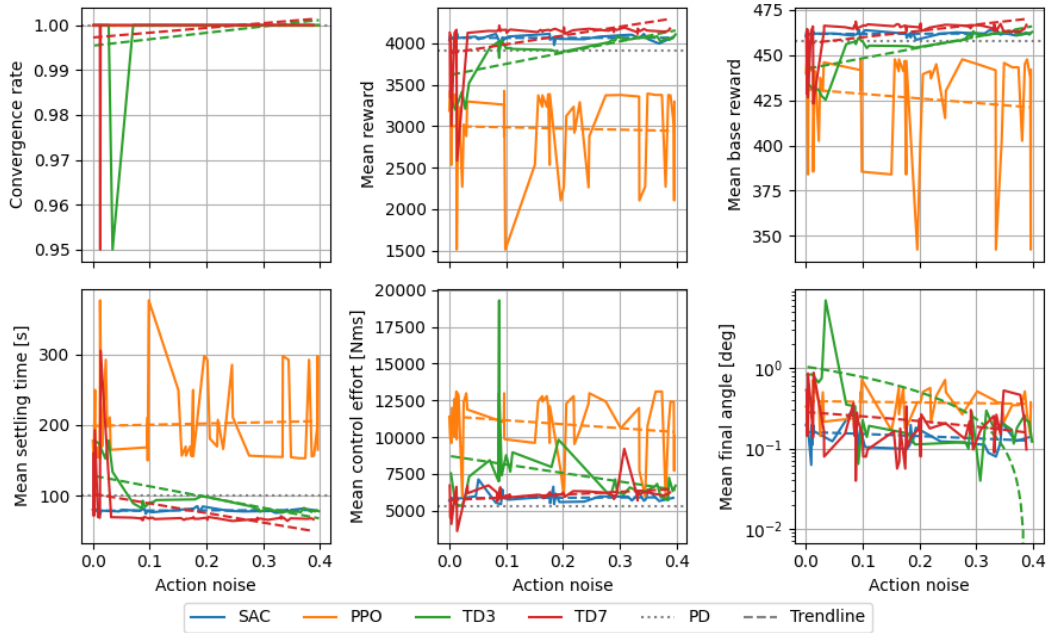 Convergence rate
1.00
0.99
0.98
0.97
0.96
0.95
Mean reward
4000
3500
3000
2500
2000
1500
Mean base reward
475
450
425
400
375
350
Mean settling time [s]
300
200
100
0.0 0.1 0.2 0.3 0.4
Action noise
Mean control effort [Nms]
20000
17500
15000
12500
10000
7500
5000
0.0 0.1 0.2 0.3 0.4
Action noise
Mean final angle [deg]
10⁰
10⁻¹
10⁻²
0.0 0.1 0.2 0.3 0.4
Action noise
SAC PPO TD3 TD7 PD Trendline